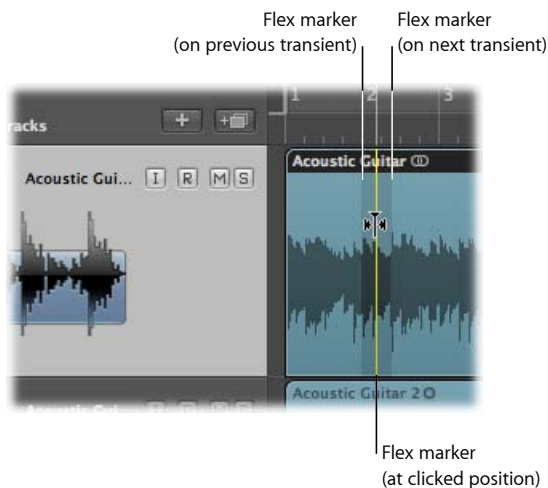 Flex marker
(on previous transient)
Flex marker
(on next transient)
1 2 3
racks
Acoustic Guitar
Acoustic Gui... I R M S
Acoustic Guitar 2
Flex marker
(at clicked position)